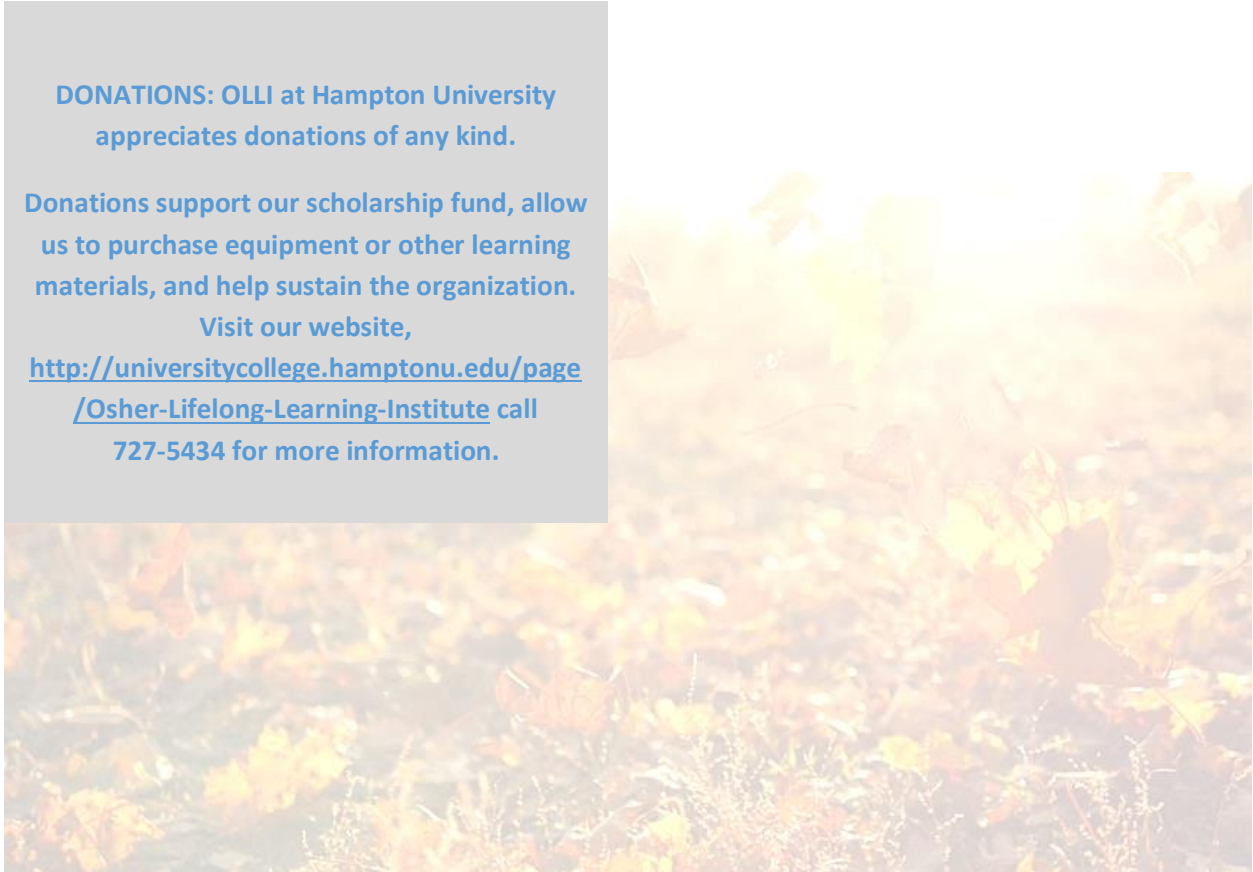 DONATIONS: OLLI at Hampton University
appreciates donations of any kind.
Donations support our scholarship fund, allow
us to purchase equipment or other learning
materials, and help sustain the organization.
Visit our website,
http://universitycollege.hamptonu.edu/page
/Osher-Lifelong-Learning-Institute call
727-5434 for more information.